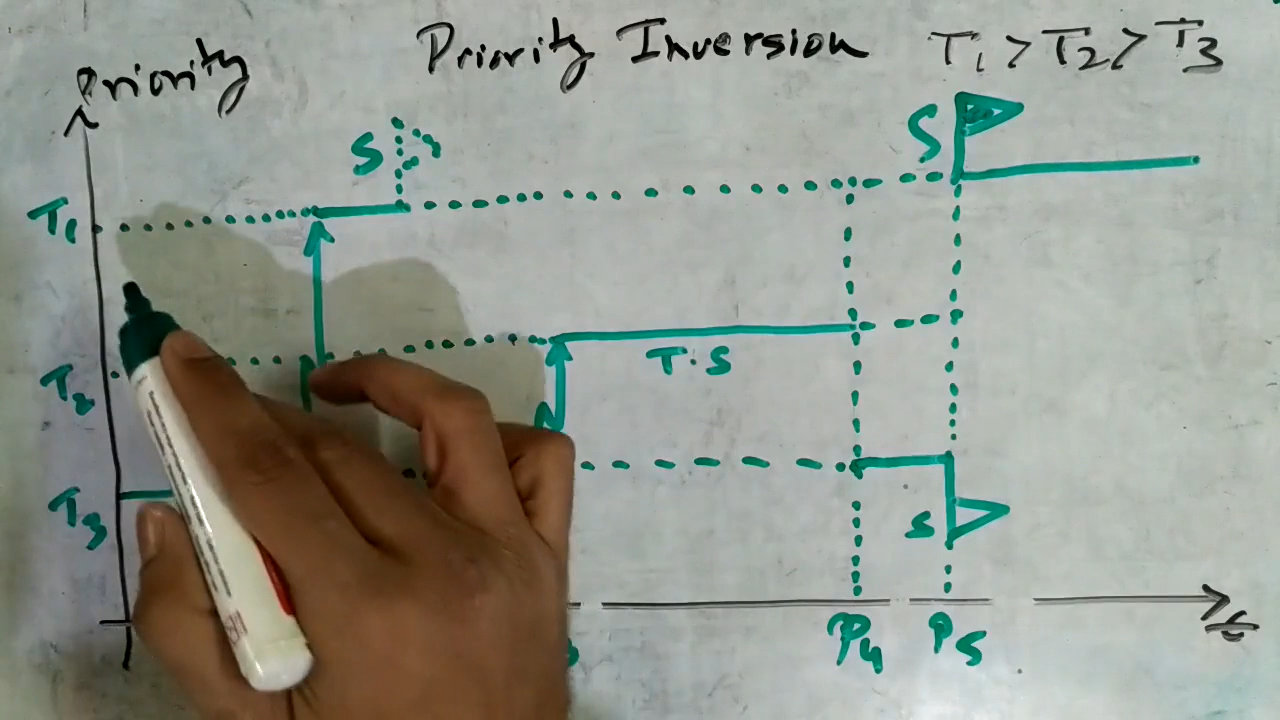 Priority Inversion T1 > T2 > T3
Priority
S
S
T1
T2
T.S
T3
S
P4 P5
t